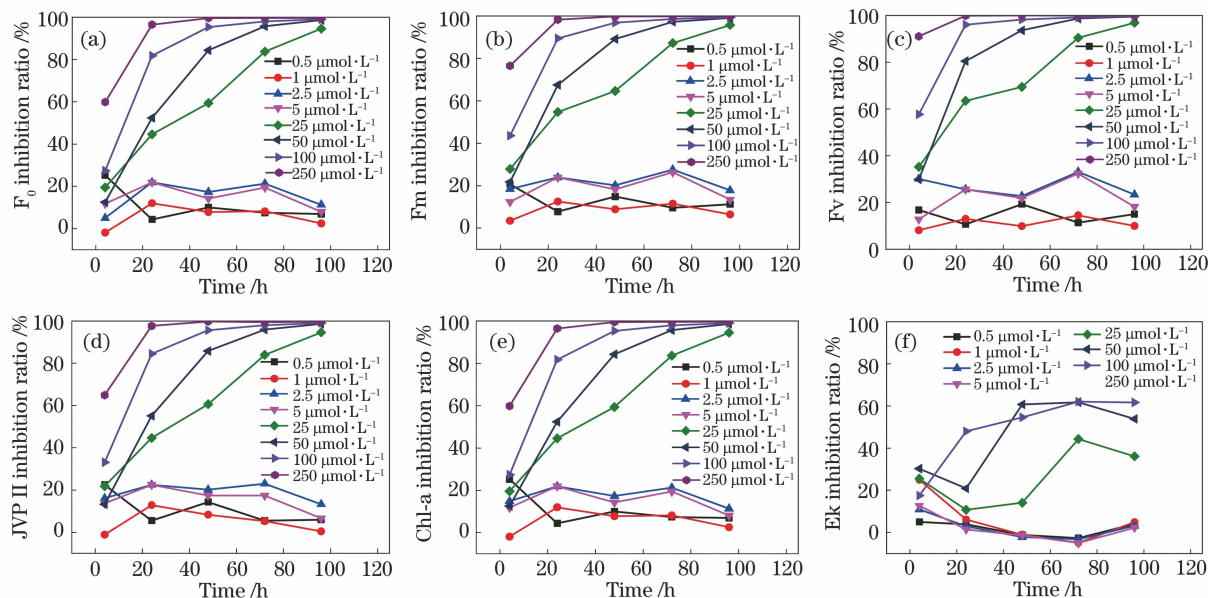 (a)
F0 inhibition ratio /%
100
80
60
40
20
0
0.5 μmol·L⁻¹
1 μmol·L⁻¹
2.5 μmol·L⁻¹
5 μmol·L⁻¹
25 μmol·L⁻¹
50 μmol·L⁻¹
100 μmol·L⁻¹
250 μmol·L⁻¹
0 20 40 60 80 100 120
Time /h
(b)
Fm inhibition ratio /%
100
80
60
40
20
0
0.5 μmol·L⁻¹
1 μmol·L⁻¹
2.5 μmol·L⁻¹
5 μmol·L⁻¹
25 μmol·L⁻¹
50 μmol·L⁻¹
100 μmol·L⁻¹
250 μmol·L⁻¹
0 20 40 60 80 100 120
Time /h
(c)
Fv inhibition ratio /%
100
80
60
40
20
0
0.5 μmol·L⁻¹
1 μmol·L⁻¹
2.5 μmol·L⁻¹
5 μmol·L⁻¹
25 μmol·L⁻¹
50 μmol·L⁻¹
100 μmol·L⁻¹
250 μmol·L⁻¹
0 20 40 60 80 100 120
Time /h
(d)
JVP II inhibition ratio /%
100
80
60
40
20
0
0.5 μmol·L⁻¹
1 μmol·L⁻¹
2.5 μmol·L⁻¹
5 μmol·L⁻¹
25 μmol·L⁻¹
50 μmol·L⁻¹
100 μmol·L⁻¹
250 μmol·L⁻¹
0 20 40 60 80 100 120
Time /h
(e)
Chl-a inhibition ratio /%
100
80
60
40
20
0
0.5 μmol·L⁻¹
1 μmol·L⁻¹
2.5 μmol·L⁻¹
5 μmol·L⁻¹
25 μmol·L⁻¹
50 μmol·L⁻¹
100 μmol·L⁻¹
250 μmol·L⁻¹
0 20 40 60 80 100 120
Time /h
(f)
Ek inhibition ratio /%
100
80
60
40
20
0
0.5 μmol·L⁻¹
1 μmol·L⁻¹
2.5 μmol·L⁻¹
5 μmol·L⁻¹
25 μmol·L⁻¹
50 μmol·L⁻¹
100 μmol·L⁻¹
250 μmol·L⁻¹
0 20 40 60 80 100 120
Time /h